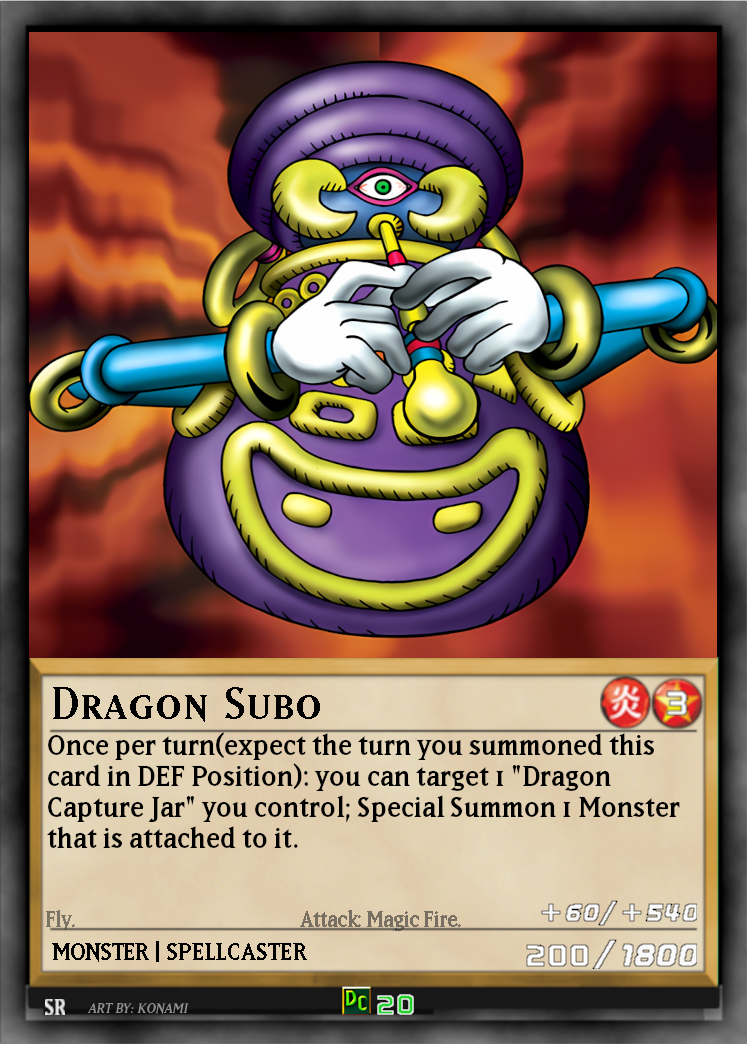 Dragon Subo
炎 3
Once per turn(expect the turn you summoned this
card in DEF Position): you can target 1 "Dragon
Capture Jar" you control; Special Summon 1 Monster
that is attached to it.
Fly. Attack: Magic Fire. +60/+540
MONSTER | SPELLCASTER 200/1800
SR ART BY: KONAMI DC 20